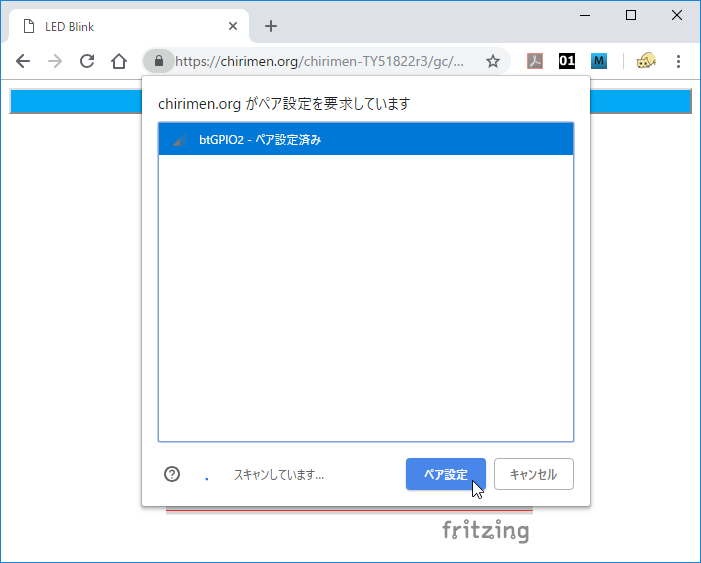 LED Blink
https://chirimen.org/chirimen-TY51822r3/gc/...
01
M
chirimen.org がペア設定を要求しています
btGPIO2 - ペア設定済み
?
スキャンしています...
ペア設定
キャンセル
fritzing